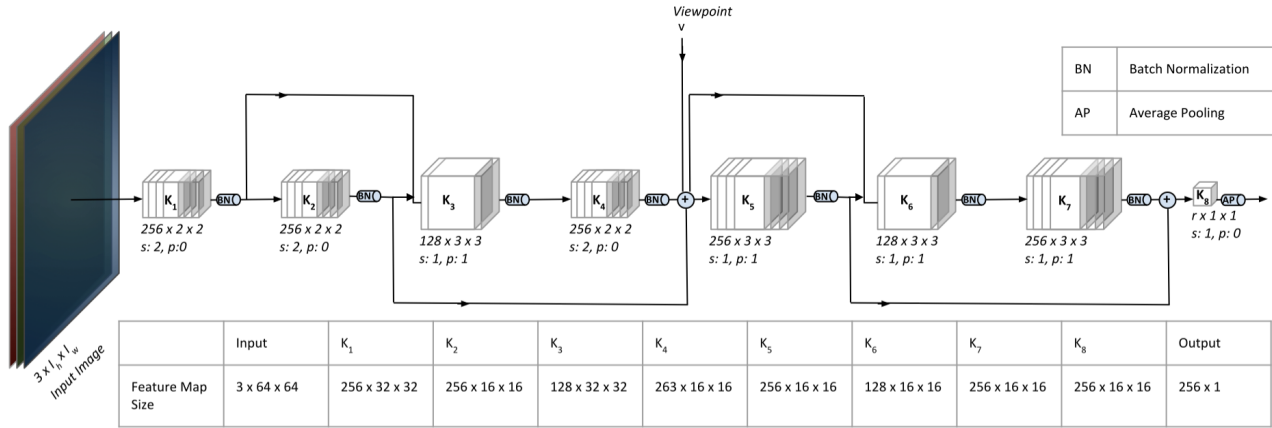 Viewpoint
v
BN Batch Normalization
AP Average Pooling
K1 BN K2 BN K3 BN K4 BN + K5 BN K6 BN K7 BN + K8 AP
256 x 2 x 2
s: 2, p:0
256 x 2 x 2
s: 2, p: 0
128 x 3 x 3
s: 1, p: 1
256 x 2 x 2
s: 2, p: 0
256 x 3 x 3
s: 1, p: 1
128 x 3 x 3
s: 1, p: 1
256 x 3 x 3
s: 1, p: 1
r x 1 x 1
s: 1, p: 0
3 x Ih x Iw
Input Image
Input K1 K2 K3 K4 K5 K6 K7 K8 Output
Feature Map 3 x 64 x 64 256 x 32 x 32 256 x 16 x 16 128 x 32 x 32 263 x 16 x 16 256 x 16 x 16 128 x 16 x 16 256 x 16 x 16 256 x 16 x 16 256 x 1
Size